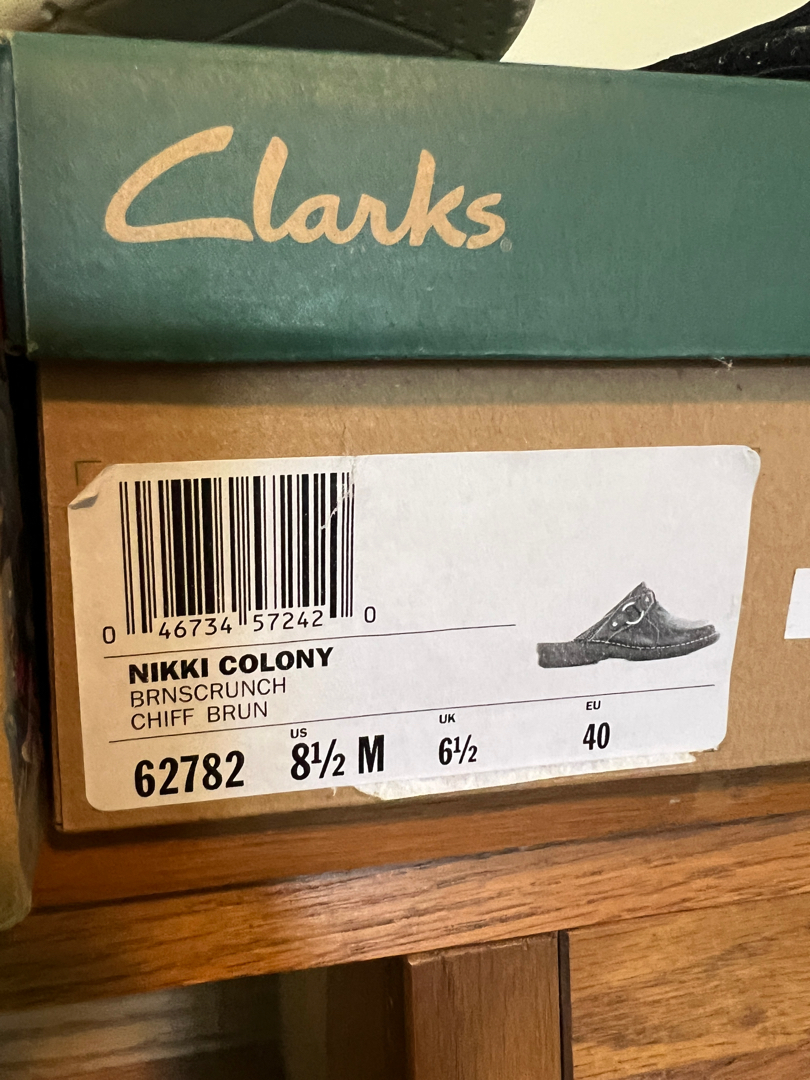 Clarks
0 46734 57242 0
NIKKI COLONY
BRNSCRUNCH
CHIFF BRUN
US UK EU
62782 8½ M 6½ 40